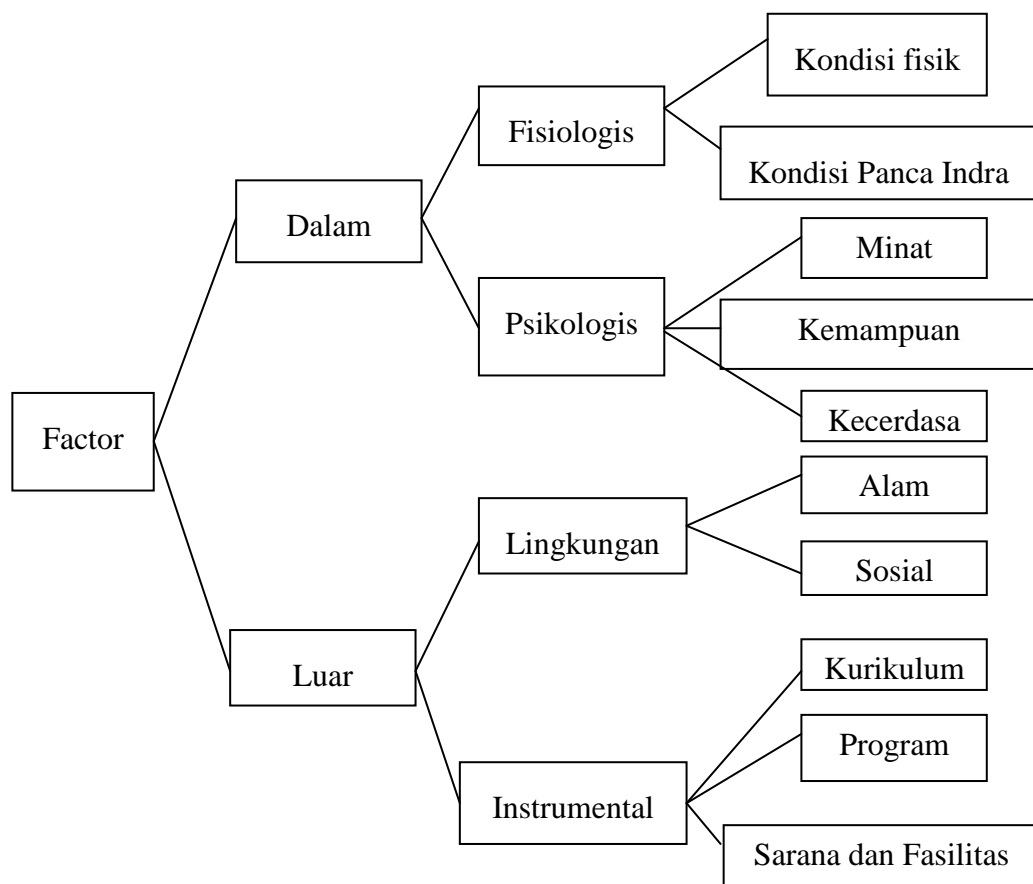 Factor
Dalam
Fisiologis
Kondisi fisik
Kondisi Panca Indra
Psikologis
Minat
Kemampuan
Kecerdasa
Luar
Lingkungan
Alam
Sosial
Instrumental
Kurikulum
Program
Sarana dan Fasilitas